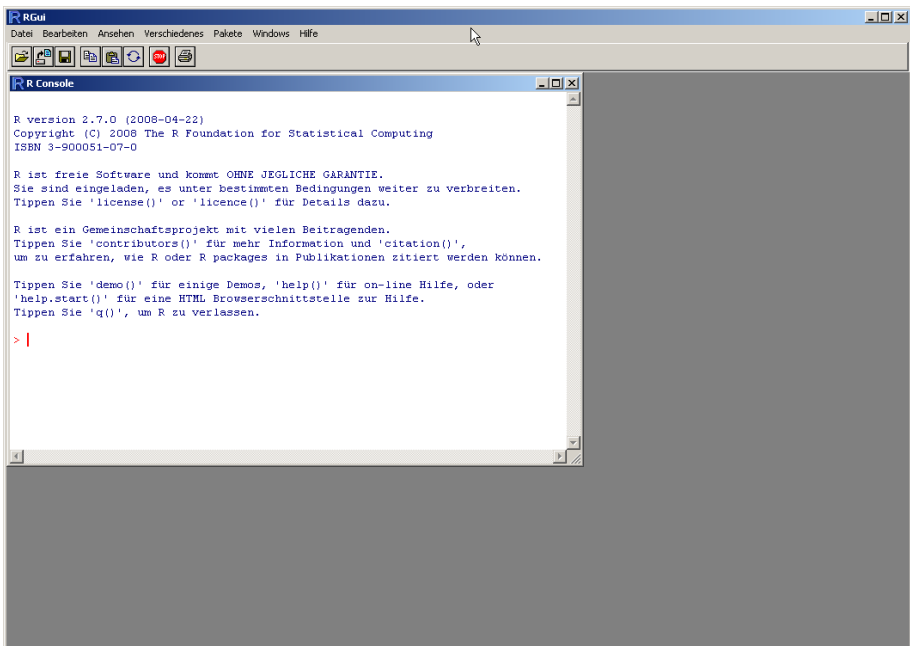 RGui
Datei Bearbeiten Ansehen Verschiedenes Pakete Windows Hilfe
STOP
R Console
R version 2.7.0 (2008-04-22)
Copyright (C) 2008 The R Foundation for Statistical Computing
ISBN 3-900051-07-0
R ist freie Software und kommt OHNE JEGLICHE GARANTIE.
Sie sind eingeladen, es unter bestimmten Bedingungen weiter zu verbreiten.
Tippen Sie 'license()' or 'licence()' für Details dazu.
R ist ein Gemeinschaftsprojekt mit vielen Beitragenden.
Tippen Sie 'contributors()' für mehr Information und 'citation()',
um zu erfahren, wie R oder R packages in Publikationen zitiert werden können.
Tippen Sie 'demo()' für einige Demos, 'help()' für on-line Hilfe, oder
'help.start()' für eine HTML Browserschnittstelle zur Hilfe.
Tippen Sie 'q()', um R zu verlassen.
>